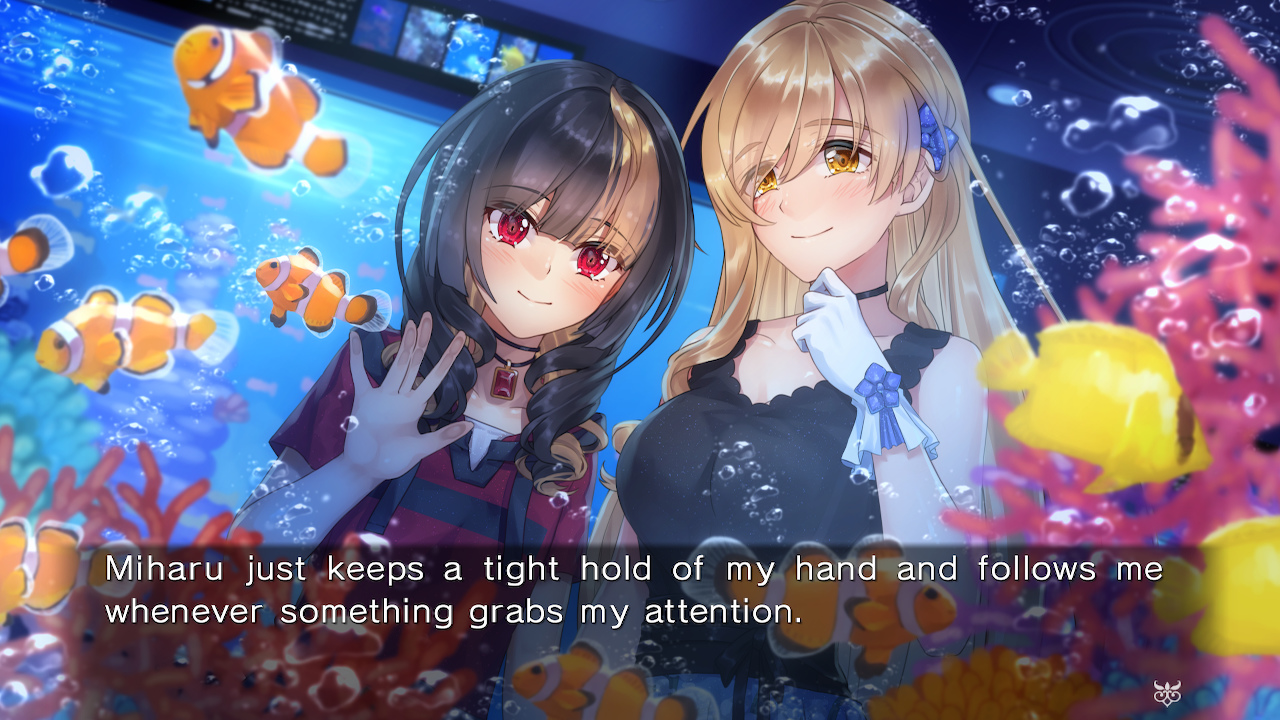 Miharu just keeps a tight hold of my hand and follows me
whenever something grabs my attention.